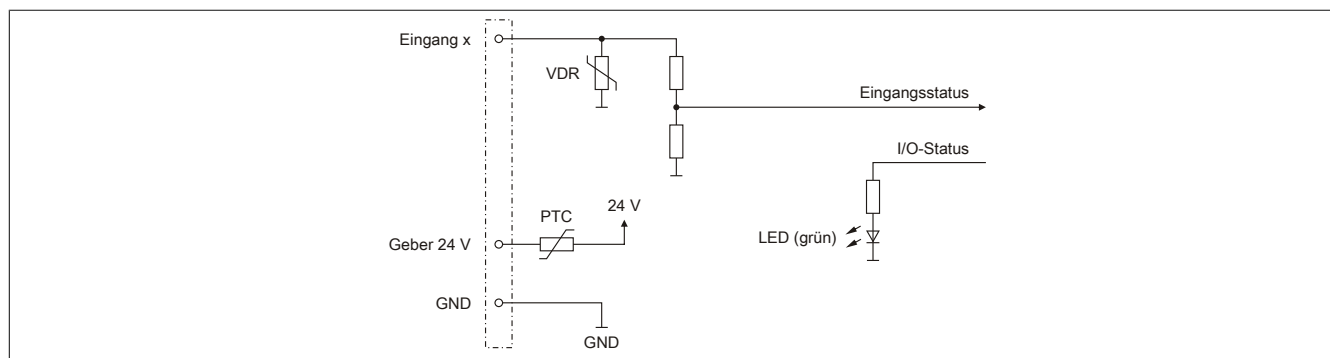 Eingang x
VDR
Eingangsstatus
I/O-Status
24 V
PTC
Geber 24 V
LED (grün)
GND
GND